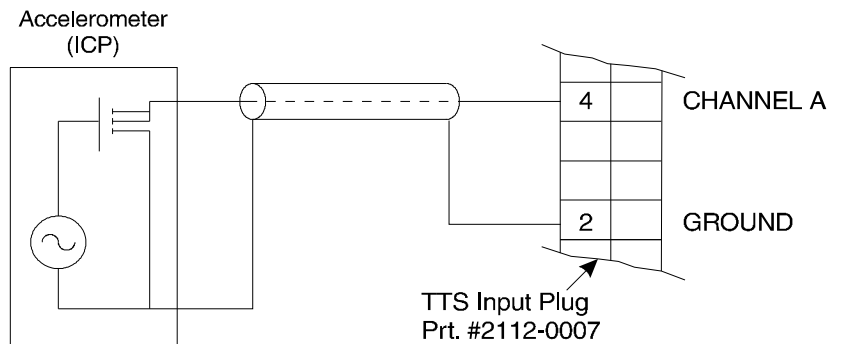 Accelerometer
(ICP)
4
CHANNEL A
2
GROUND
TTS Input Plug
Prt. #2112-0007